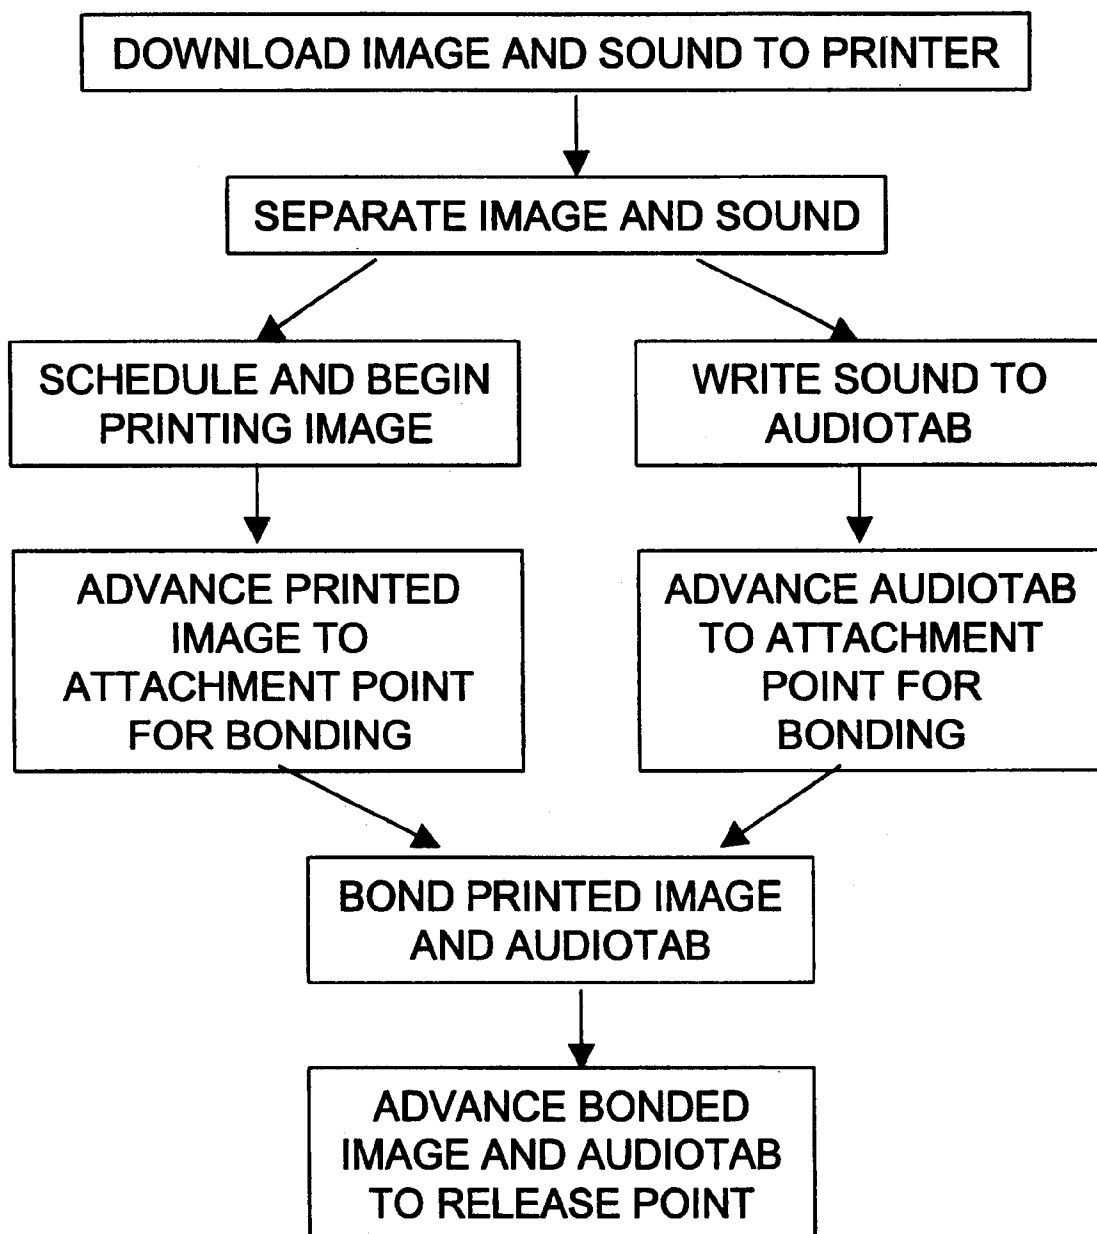 DOWNLOAD IMAGE AND SOUND TO PRINTER
SEPARATE IMAGE AND SOUND
SCHEDULE AND BEGIN
PRINTING IMAGE
WRITE SOUND TO
AUDIOTAB
ADVANCE PRINTED
IMAGE TO
ATTACHMENT POINT
FOR BONDING
ADVANCE AUDIOTAB
TO ATTACHMENT
POINT FOR
BONDING
BOND PRINTED IMAGE
AND AUDIOTAB
ADVANCE BONDED
IMAGE AND AUDIOTAB
TO RELEASE POINT